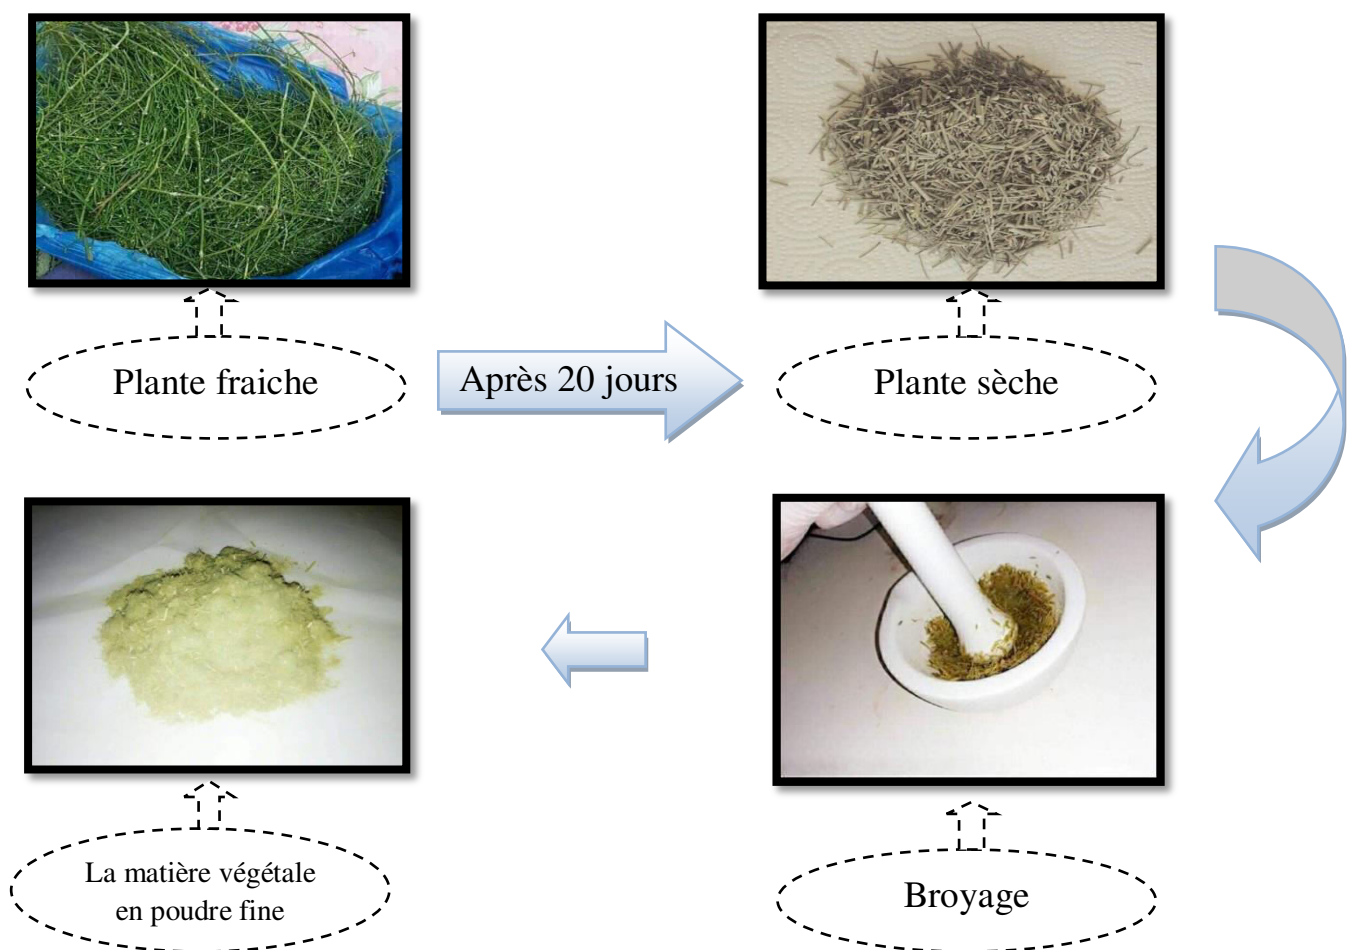 Plante fraiche
Après 20 jours
Plante sèche
Broyage
La matière végétale
en poudre fine